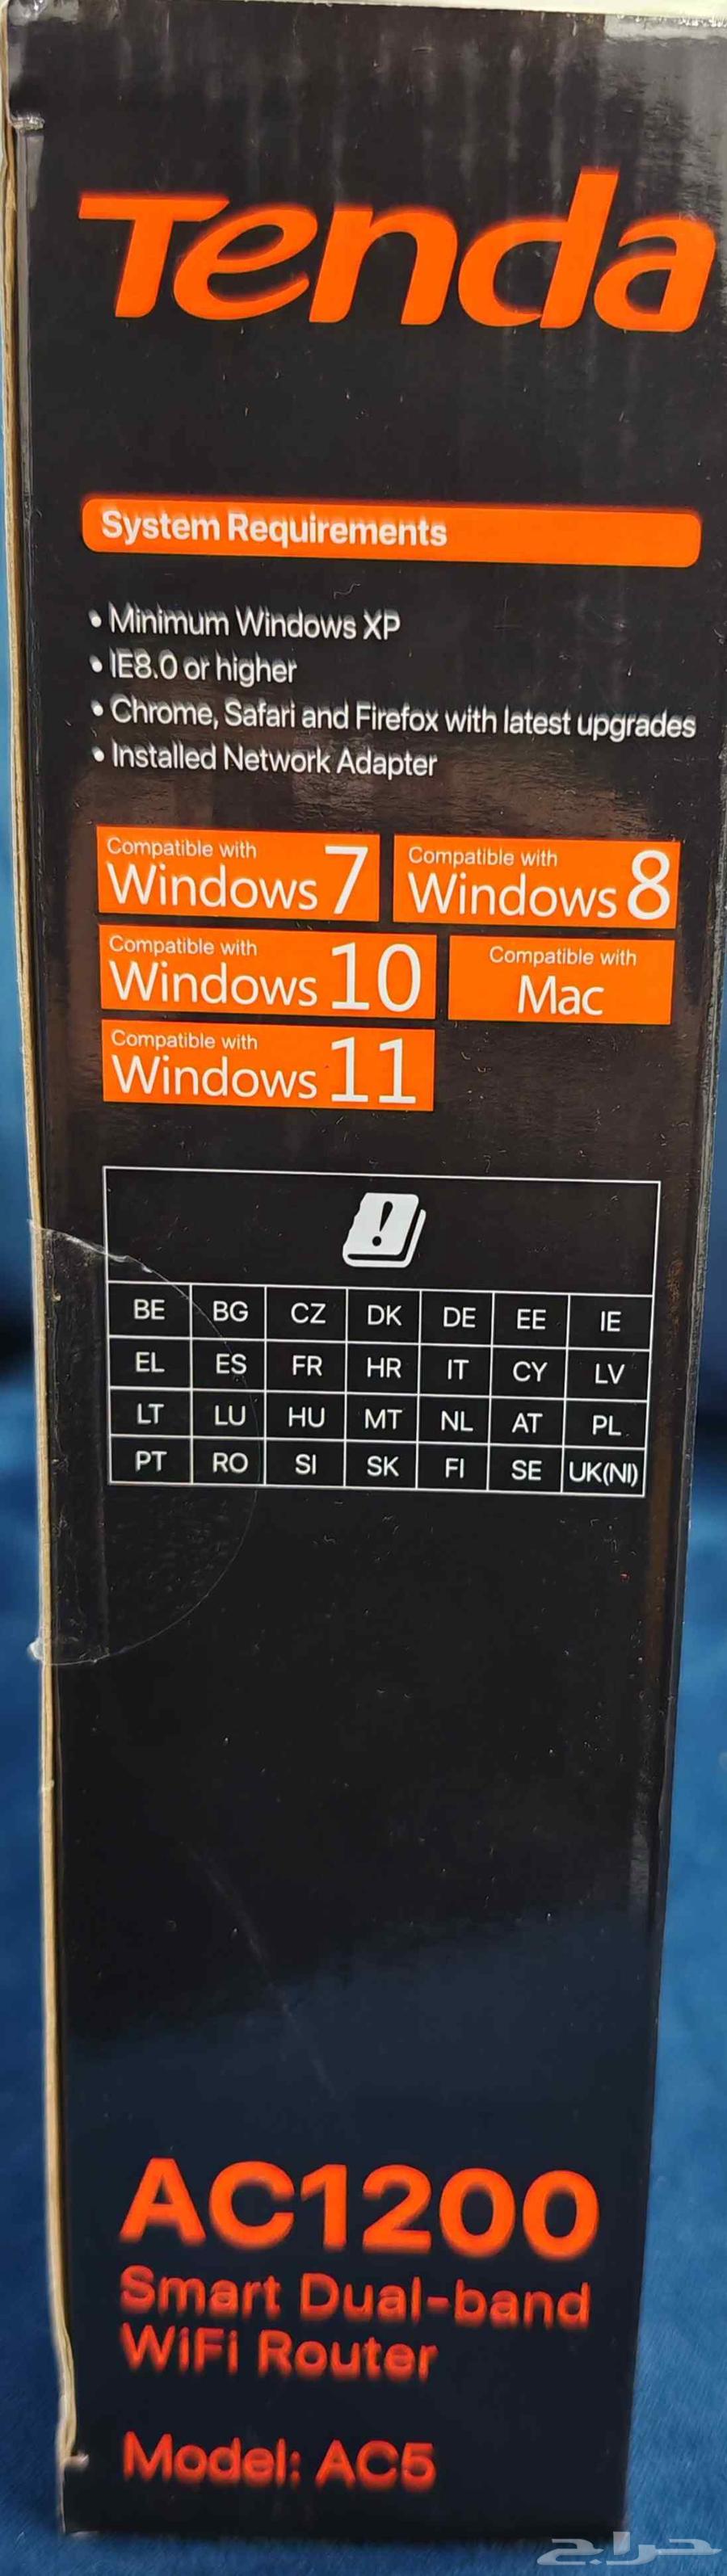 Tenda
System Requirements
• Minimum Windows XP
• IE8.0 or higher
• Chrome, Safari and Firefox with latest upgrades
• Installed Network Adapter
Compatible with Windows 7
Compatible with Windows 8
Compatible with Windows 10
Compatible with Mac
Compatible with Windows 11
!
BE BG CZ DK DE EE IE
EL ES FR HR IT CY LV
LT LU HU MT NL AT PL
PT RO SI SK FI SE UK(NI)
AC1200
Smart Dual-band
WiFi Router
Model: AC5
حراج